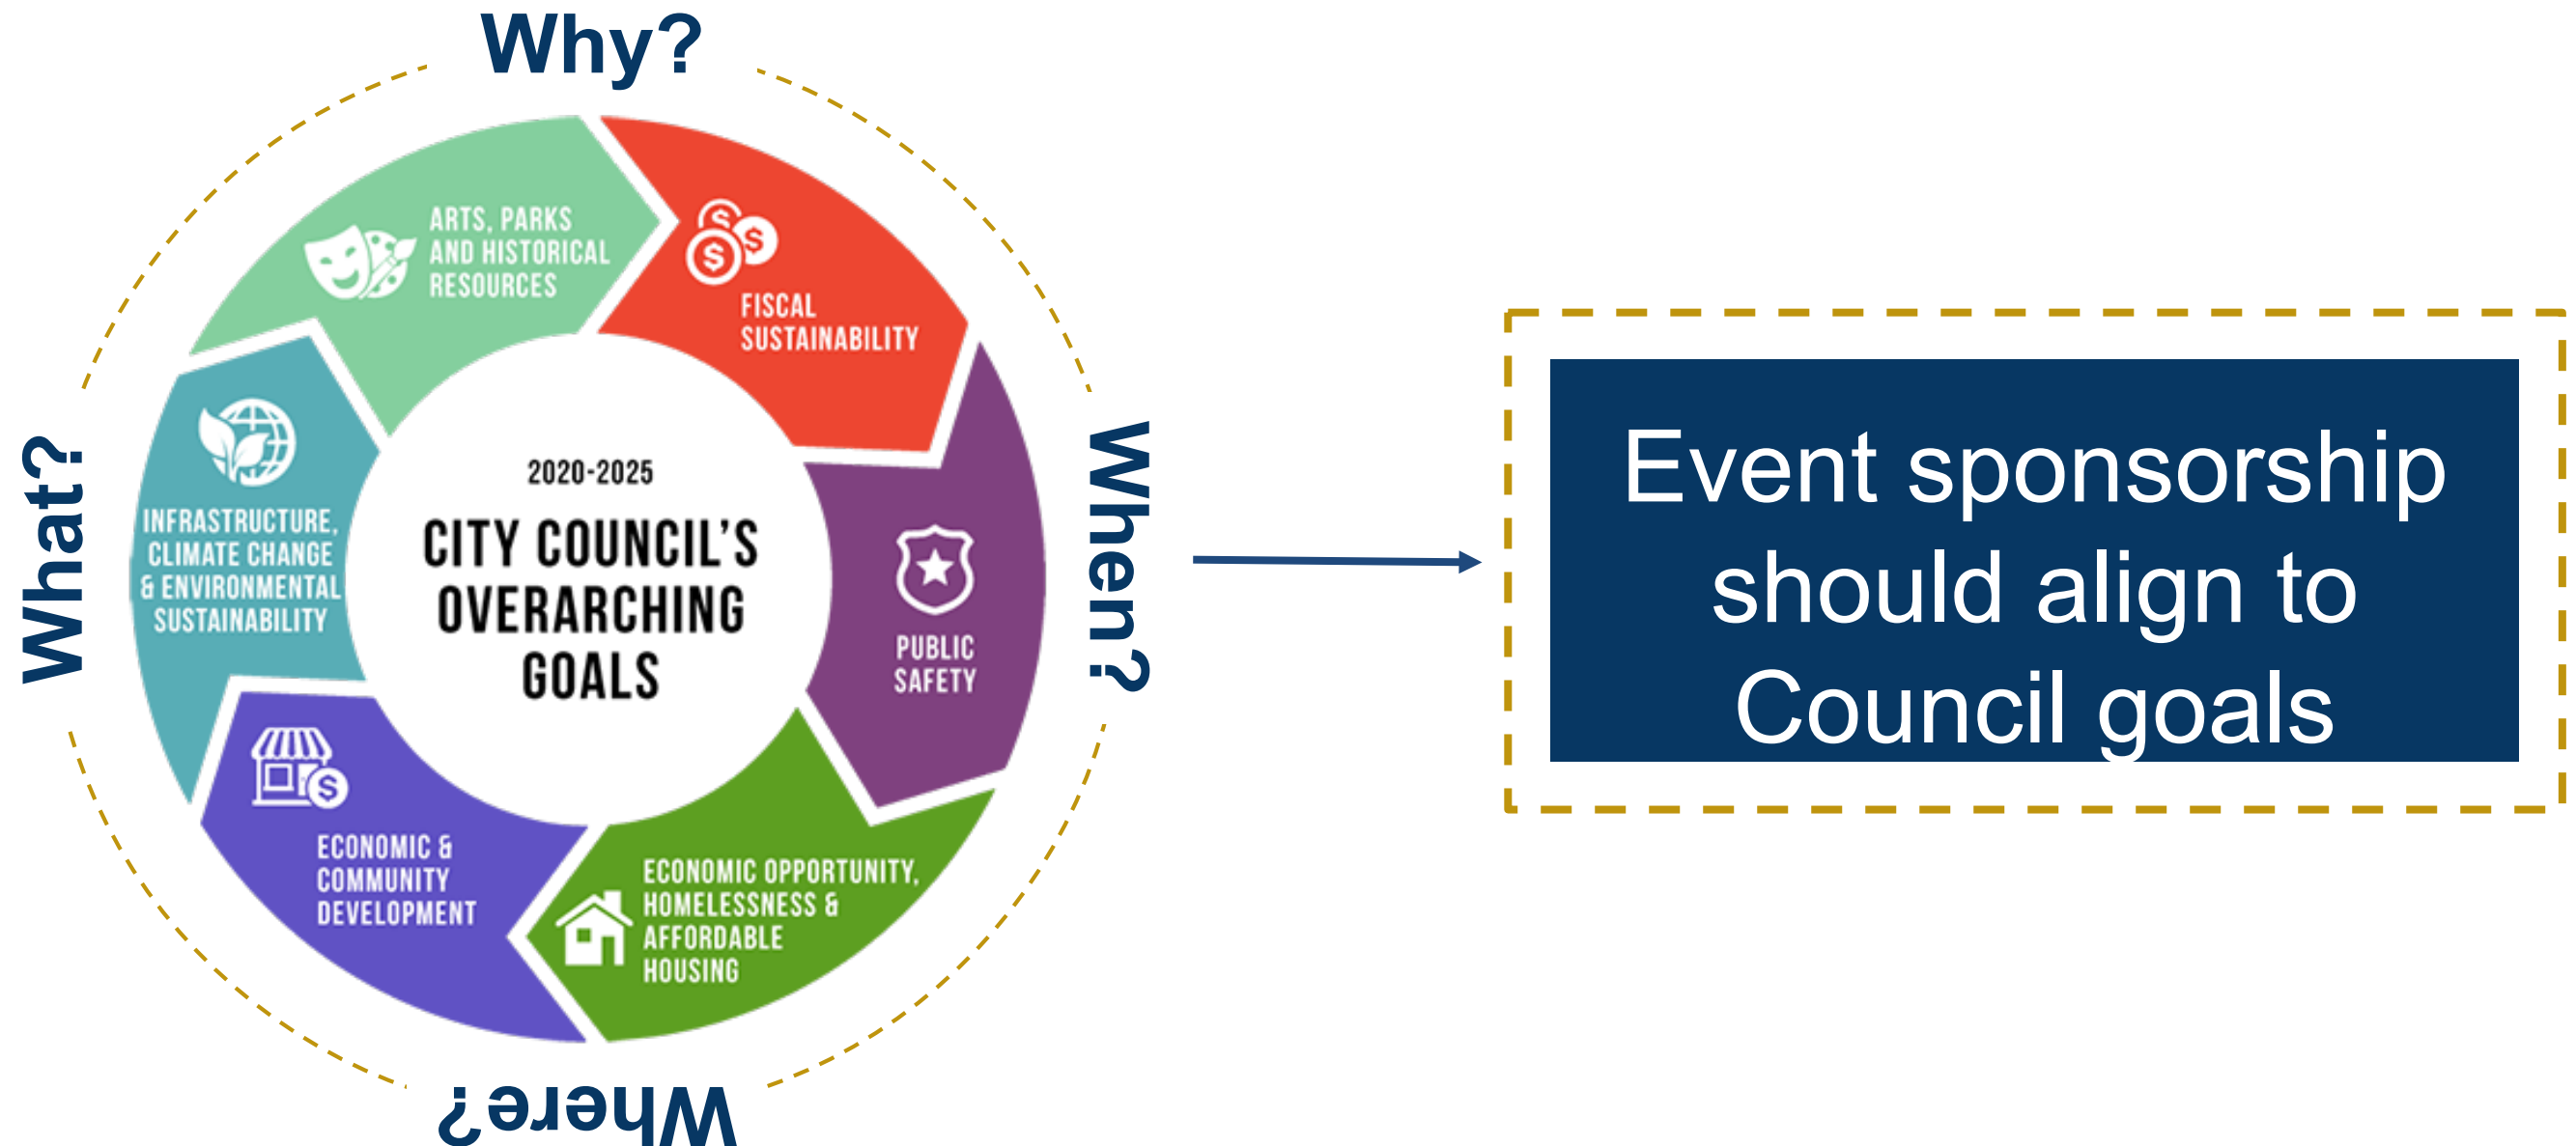 Why?
ARTS, PARKS
AND HISTORICAL
RESOURCES
FISCAL
SUSTAINABILITY
When?
PUBLIC
SAFETY
ECONOMIC OPPORTUNITY,
HOMELESSNESS &
AFFORDABLE
HOUSING
Where?
ECONOMIC &
COMMUNITY
DEVELOPMENT
What?
INFRASTRUCTURE,
CLIMATE CHANGE
& ENVIRONMENTAL
SUSTAINABILITY
2020-2025
CITY COUNCIL'S
OVERARCHING
GOALS
Event sponsorship
should align to
Council goals